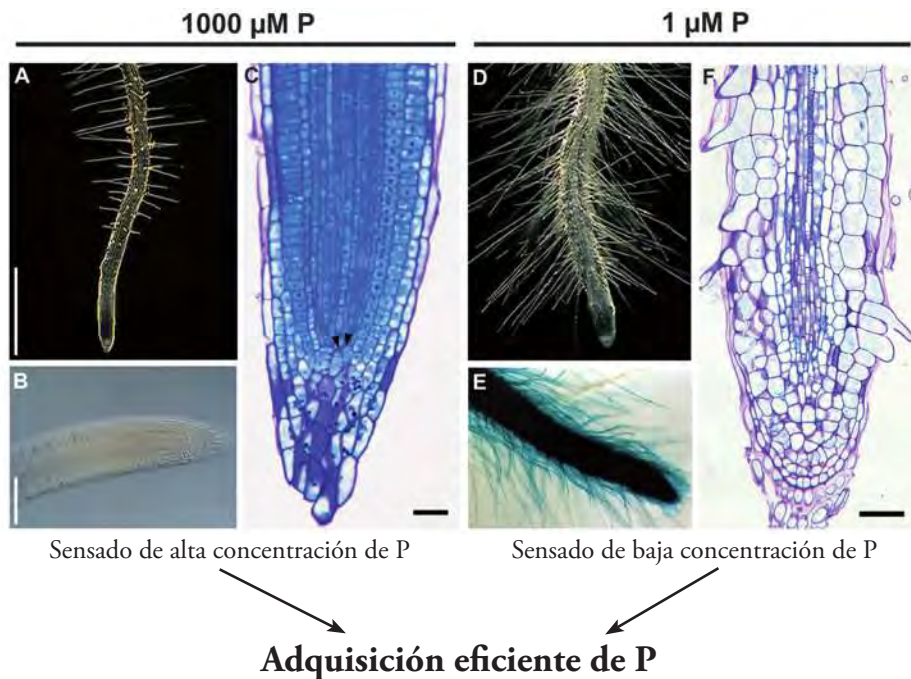 1000 µM P
1 µM P
A
C
D
F
B
E
Sensado de alta concentración de P
Sensado de baja concentración de P
Adquisición eficiente de P